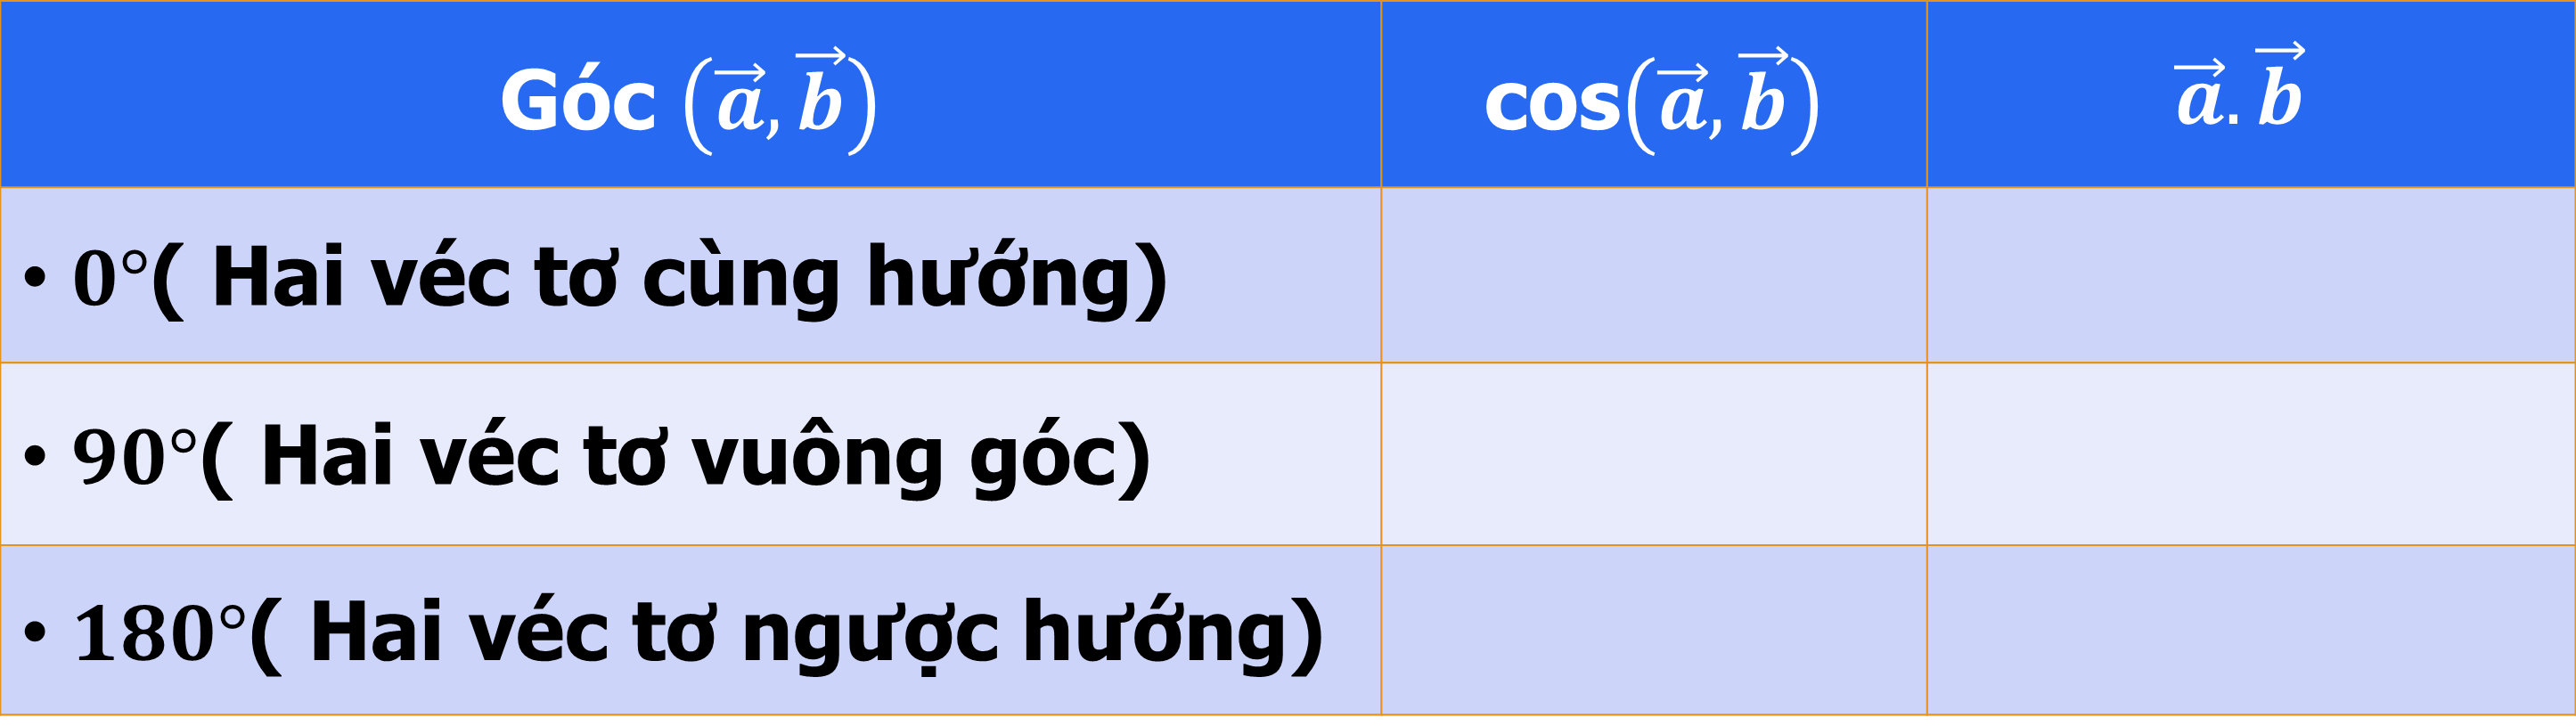 Góc (a⃗, b⃗) cos(a⃗, b⃗) a⃗. b⃗
• 0°( Hai véc tơ cùng hướng)
• 90°( Hai véc tơ vuông góc)
• 180°( Hai véc tơ ngược hướng)